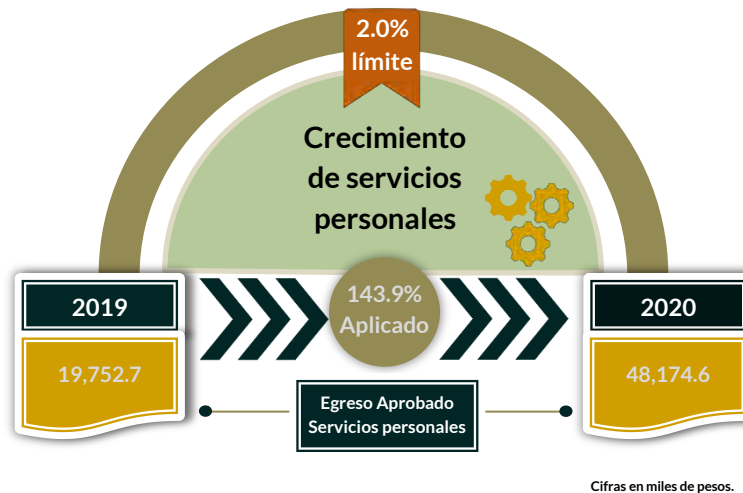 2.0%
límite
Crecimiento
de servicios
personales
2019
143.9%
Aplicado
2020
19,752.7
48,174.6
Egreso Aprobado
Servicios personales
Cifras en miles de pesos.